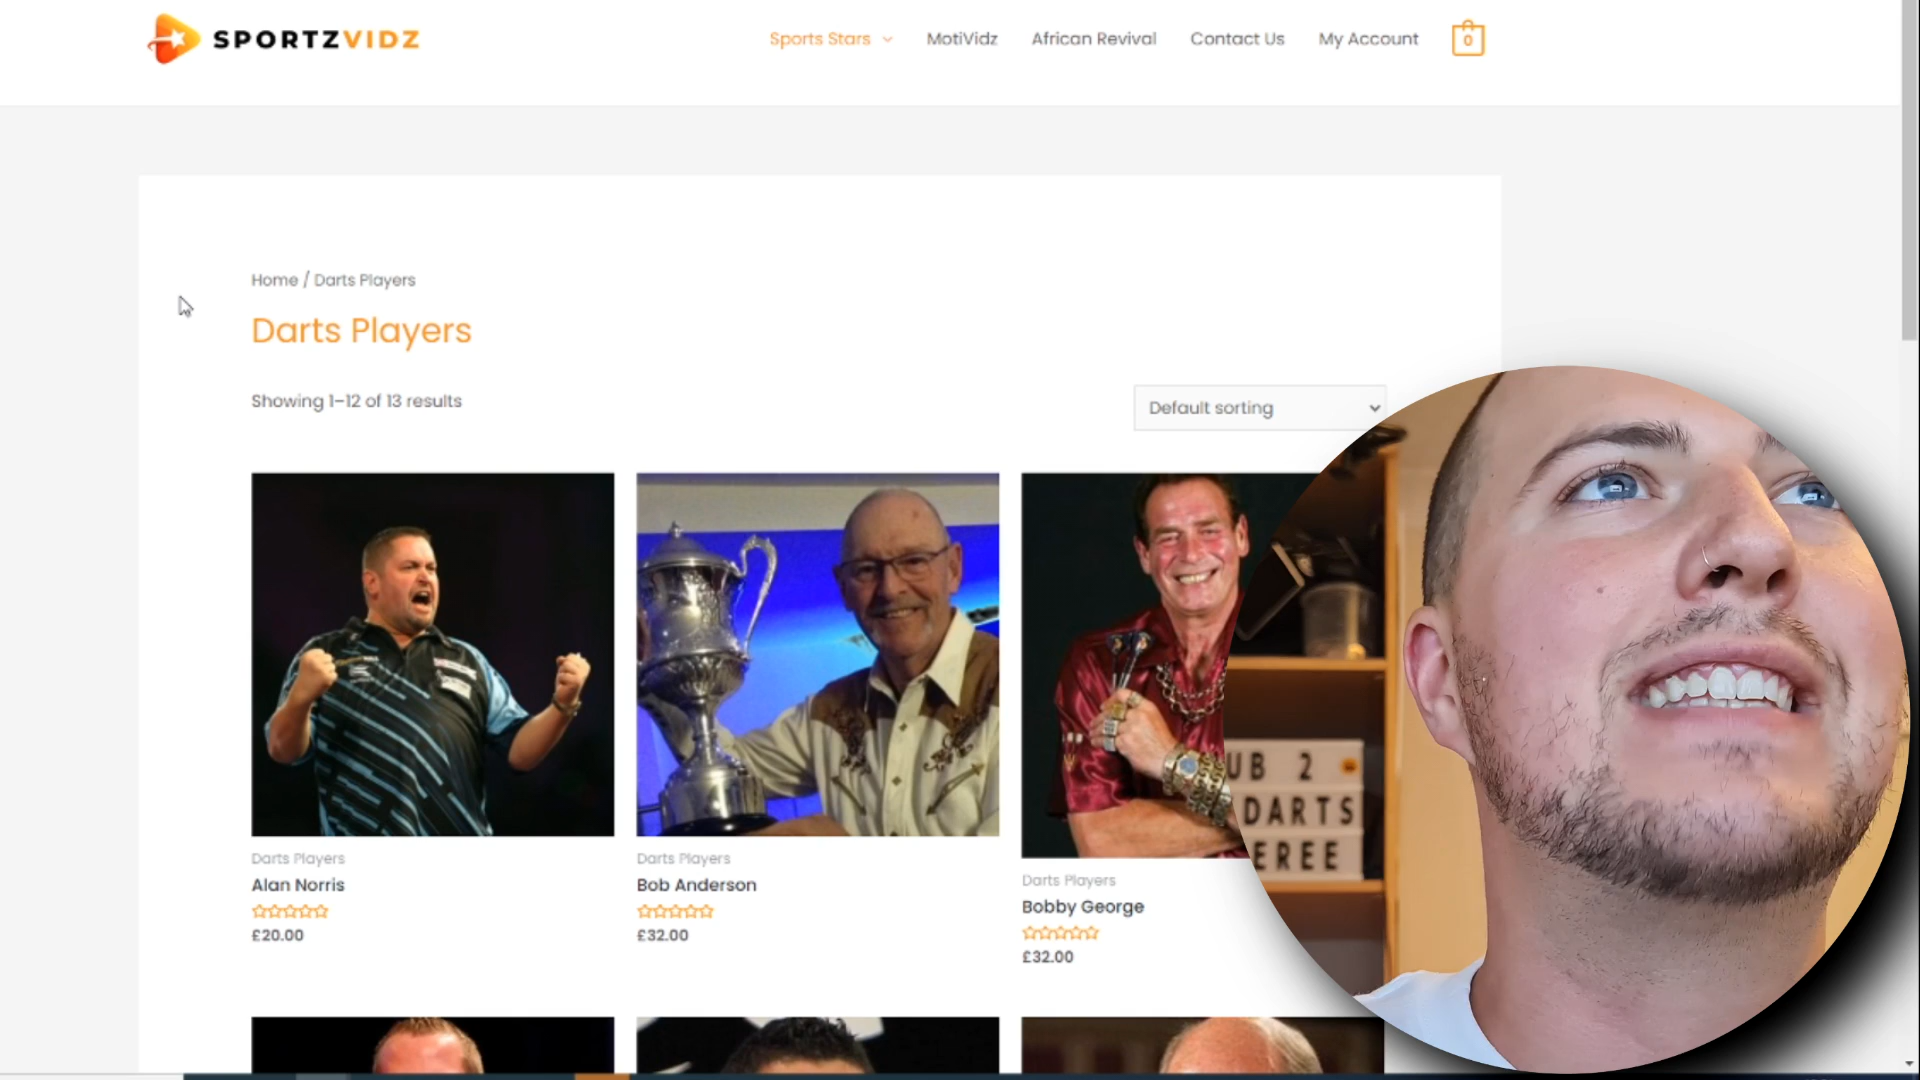 SPORTZVIDZ
Sports Stars
MotiVidz
African Revival
Contact Us
My Account
0
Home / Darts Players
Darts Players
Showing 1–12 of 13 results
Default sorting
Darts Players
Alan Norris
£20.00
Darts Players
Bob Anderson
£32.00
Darts Players
Bobby George
£32.00
UB 2
DARTS
EREE